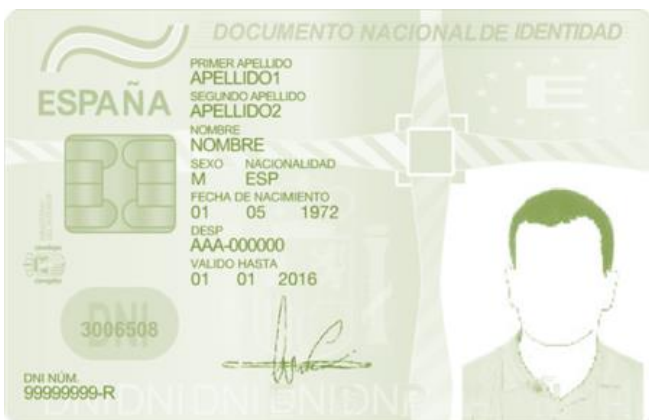 DOCUMENTO NACIONAL DE IDENTIDAD
ESPAÑA
PRIMER APELLIDO
APELLIDO1
SEGUNDO APELLIDO
APELLIDO2
NOMBRE
NOMBRE
SEXO NACIONALIDAD
M ESP
FECHA DE NACIMIENTO
01 05 1972
DESP
AAA-000000
VALIDO HASTA
01 01 2016
DNI
3006508
DNI NÚM.
99999999-R
DNIDNIDNIDNIDN